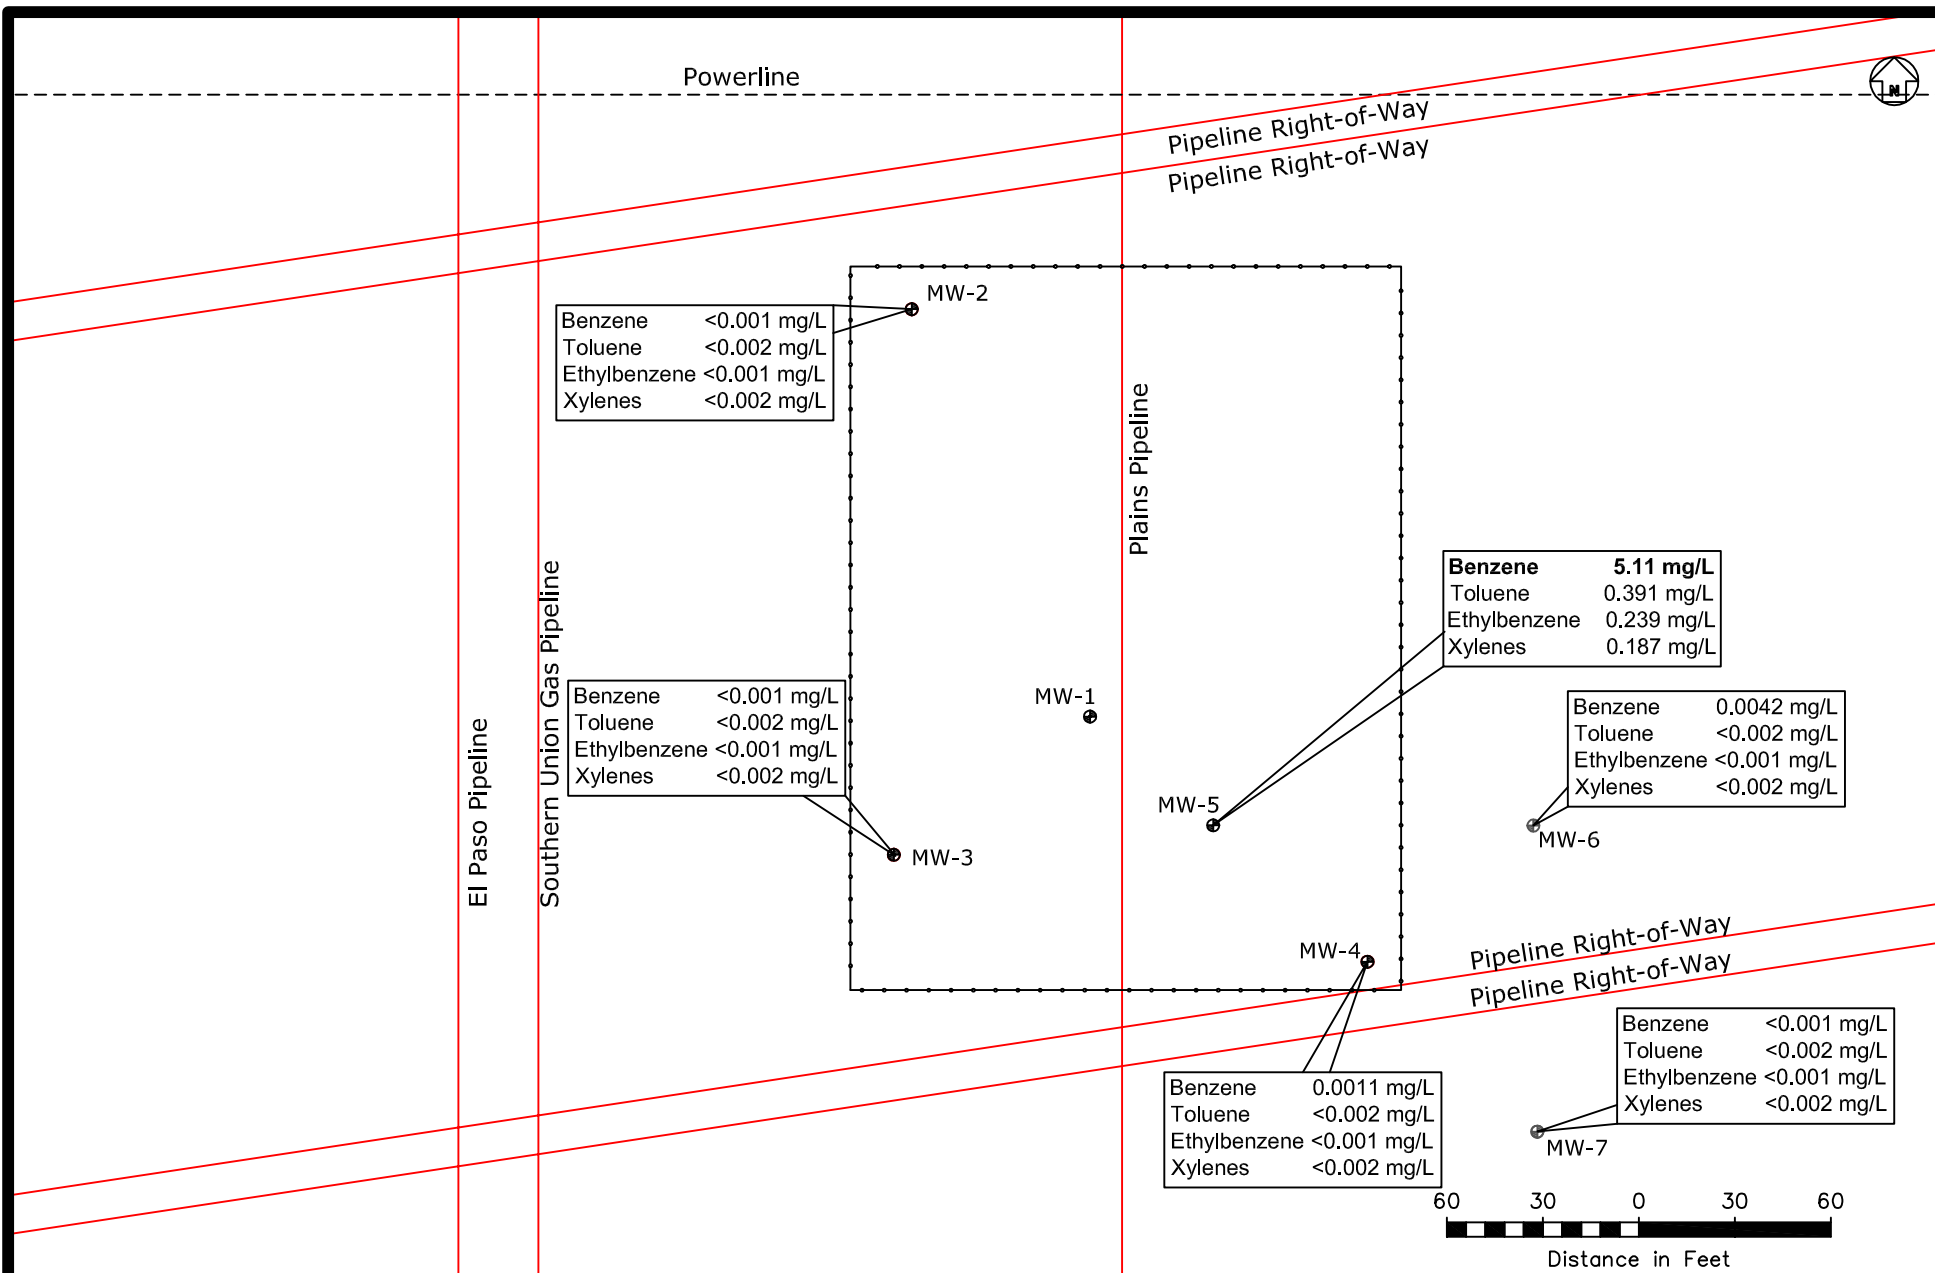 Powerline
N
Pipeline Right-of-Way
Pipeline Right-of-Way
MW-2
Benzene <0.001 mg/L
Toluene <0.002 mg/L
Ethylbenzene <0.001 mg/L
Xylenes <0.002 mg/L
Plains Pipeline
Southern Union Gas Pipeline
El Paso Pipeline
Benzene 5.11 mg/L
Toluene 0.391 mg/L
Ethylbenzene 0.239 mg/L
Xylenes 0.187 mg/L
Benzene <0.001 mg/L
Toluene <0.002 mg/L
Ethylbenzene <0.001 mg/L
Xylenes <0.002 mg/L
MW-1
Benzene 0.0042 mg/L
Toluene <0.002 mg/L
Ethylbenzene <0.001 mg/L
Xylenes <0.002 mg/L
MW-5
MW-6
MW-3
MW-4
Pipeline Right-of-Way
Pipeline Right-of-Way
Benzene <0.001 mg/L
Toluene <0.002 mg/L
Ethylbenzene <0.001 mg/L
Xylenes <0.002 mg/L
Benzene 0.0011 mg/L
Toluene <0.002 mg/L
Ethylbenzene <0.001 mg/L
Xylenes <0.002 mg/L
MW-7
60 30 0 30 60
Distance in Feet